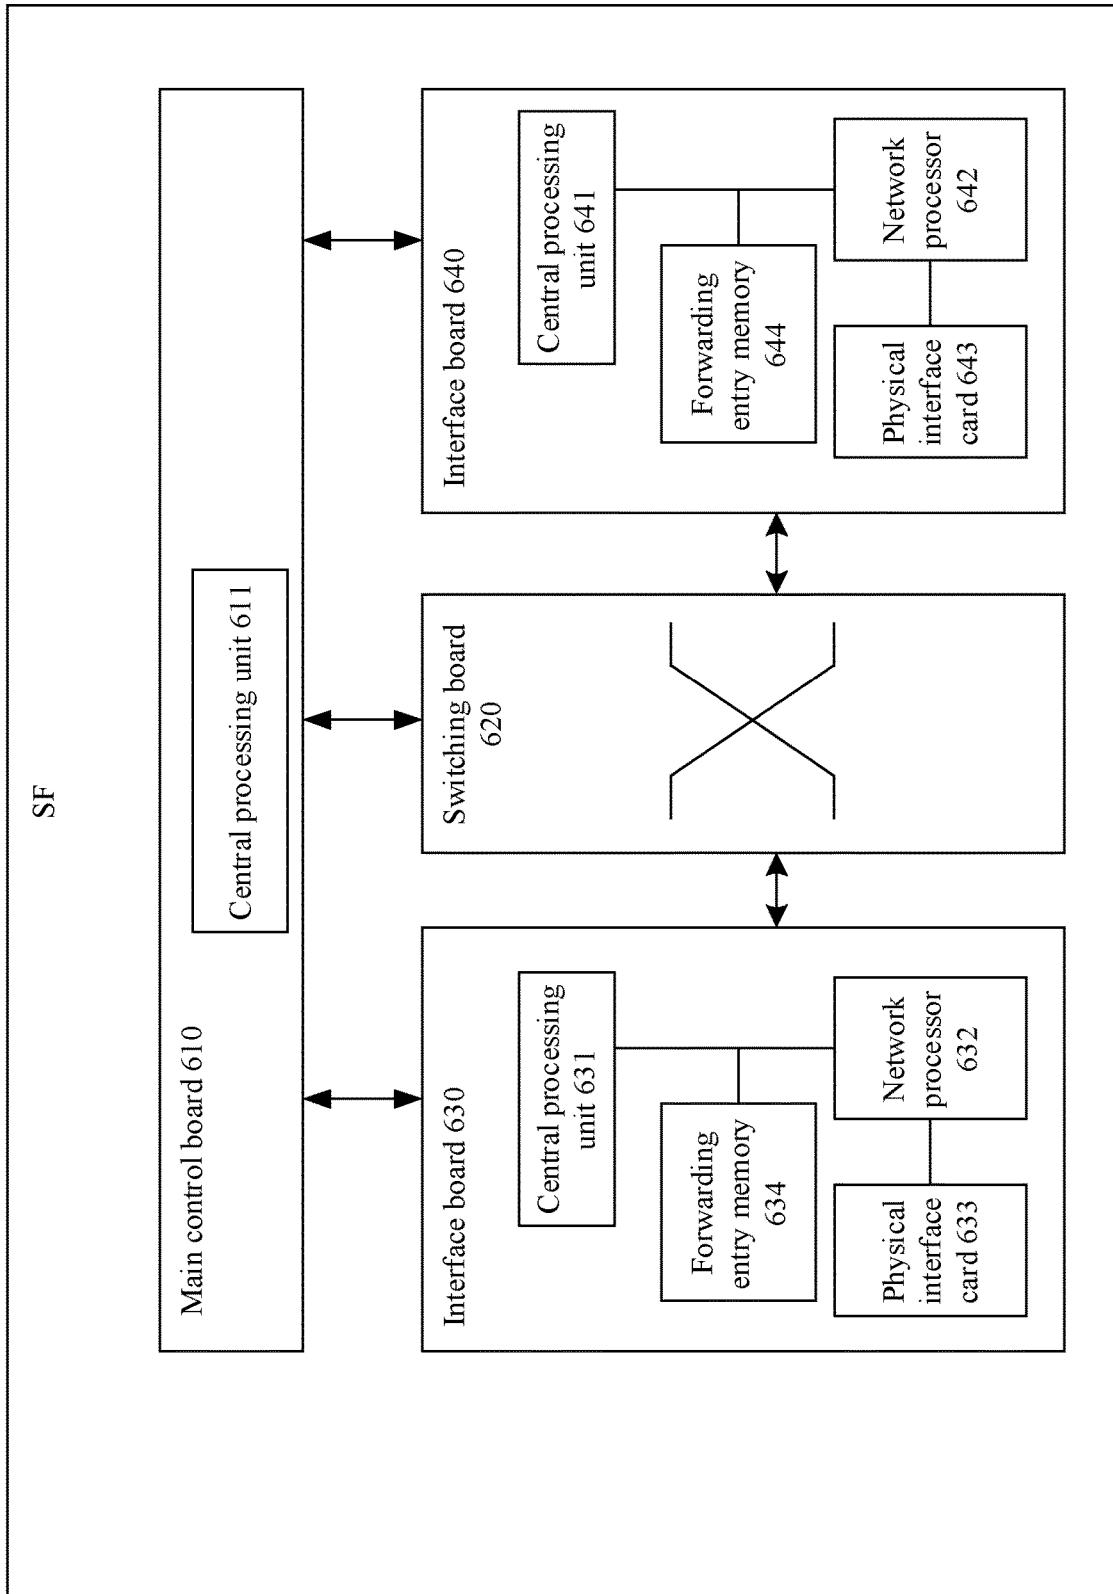 SF
Main control board 610
Central processing unit 611
Interface board 630
Central processing
unit 631
Forwarding
entry memory
634
Physical
interface
card 633
Network
processor
632
Switching board
620
Interface board 640
Central processing
unit 641
Forwarding
entry memory
644
Physical
interface
card 643
Network
processor
642